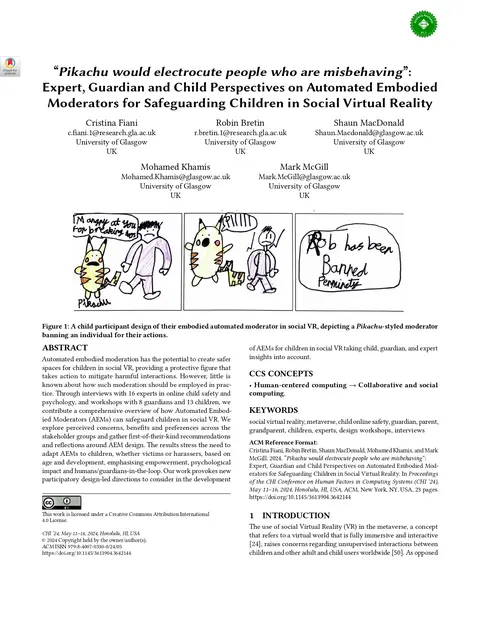 “Pikachu would electrocute people who are misbehaving”:
Expert, Guardian and Child Perspectives on Automated Embodied
Moderators for Safeguarding Children in Social Virtual Reality
Cristina Fiani
c.fiani.1@research.gla.ac.uk
University of Glasgow
UK
Robin Bretin
r.bretin.1@research.gla.ac.uk
University of Glasgow
UK
Shaun MacDonald
Shaun.Macdonald@glasgow.ac.uk
University of Glasgow
UK
Mohamed Khamis
Mohamed.Khamis@glasgow.ac.uk
University of Glasgow
UK
Mark McGill
Mark.McGill@glasgow.ac.uk
University of Glasgow
UK
I'm angry at you
For breaking
Pikachu
has been
Banned
Figure 1: A child participant design of their embodied automated moderator in social VR, depicting a Pikachu-styled moderator
banning an individual for their actions.
ABSTRACT
Automated embodied moderation has the potential to create safer
spaces for children in social VR, providing a protective figure that
takes action to mitigate harmful interactions. However, little is
known about how such moderation should be employed in prac-
tice. Through interviews with 16 experts in online child safety
and psychology, and workshops with 8 guardians and 13 children, we
contribute a comprehensive overview of how Automated Embod-
ied Moderators (AEMs) can safeguard children in social VR. We
explore perceived concerns, benefits and preferences across the
stakeholder groups and gather first-of-their-kind recommendations
and reflections around AEM design. The results stress the need to
adapt AEMs to children, whether victims or harassers, based on
age and development, emphasising empowerment, psychological
impact and humans/guardians-in-the-loop. Our work provokes new
participatory design-led directions to consider in the development
This work is licensed under a Creative Commons Attribution International
4.0 License.
CHI '24, May 11–16, 2024, Honolulu, HI, USA
© 2024 Copyright held by the owner/author(s).
ACM ISBN 979-8-4007-0330-0/24/05
https://doi.org/10.1145/3613904.3642144
of AEMs for children in social VR taking child, guardian, and expert
insights into account.
CCS CONCEPTS
• Human-centered computing → Collaborative and social
computing.
KEYWORDS
social virtual reality, metaverse, child online safety, guardian, parent,
grandparent, children, experts, design workshops, interviews
ACM Reference Format:
Cristina Fiani, Robin Bretin, Shaun MacDonald, Mohamed Khamis, and Mark
McGill. 2024. “Pikachu would electrocute people who are misbehaving”:
Expert, Guardian and Child Perspectives on Automated Embodied Mod-
erators for Safeguarding Children in Social Virtual Reality. In Proceedings
of the CHI Conference on Human Factors in Computing Systems (CHI '24),
May 11–16, 2024, Honolulu, HI, USA. ACM, New York, NY, USA, 23 pages.
https://doi.org/10.1145/3613904.3642144
1 INTRODUCTION
The use of social Virtual Reality (VR) in the metaverse, a concept
that refers to a virtual world that is fully immersive and interactive
[24], raises concerns regarding unsupervised interactions between
children and other adult and child users worldwide [50]. As opposed